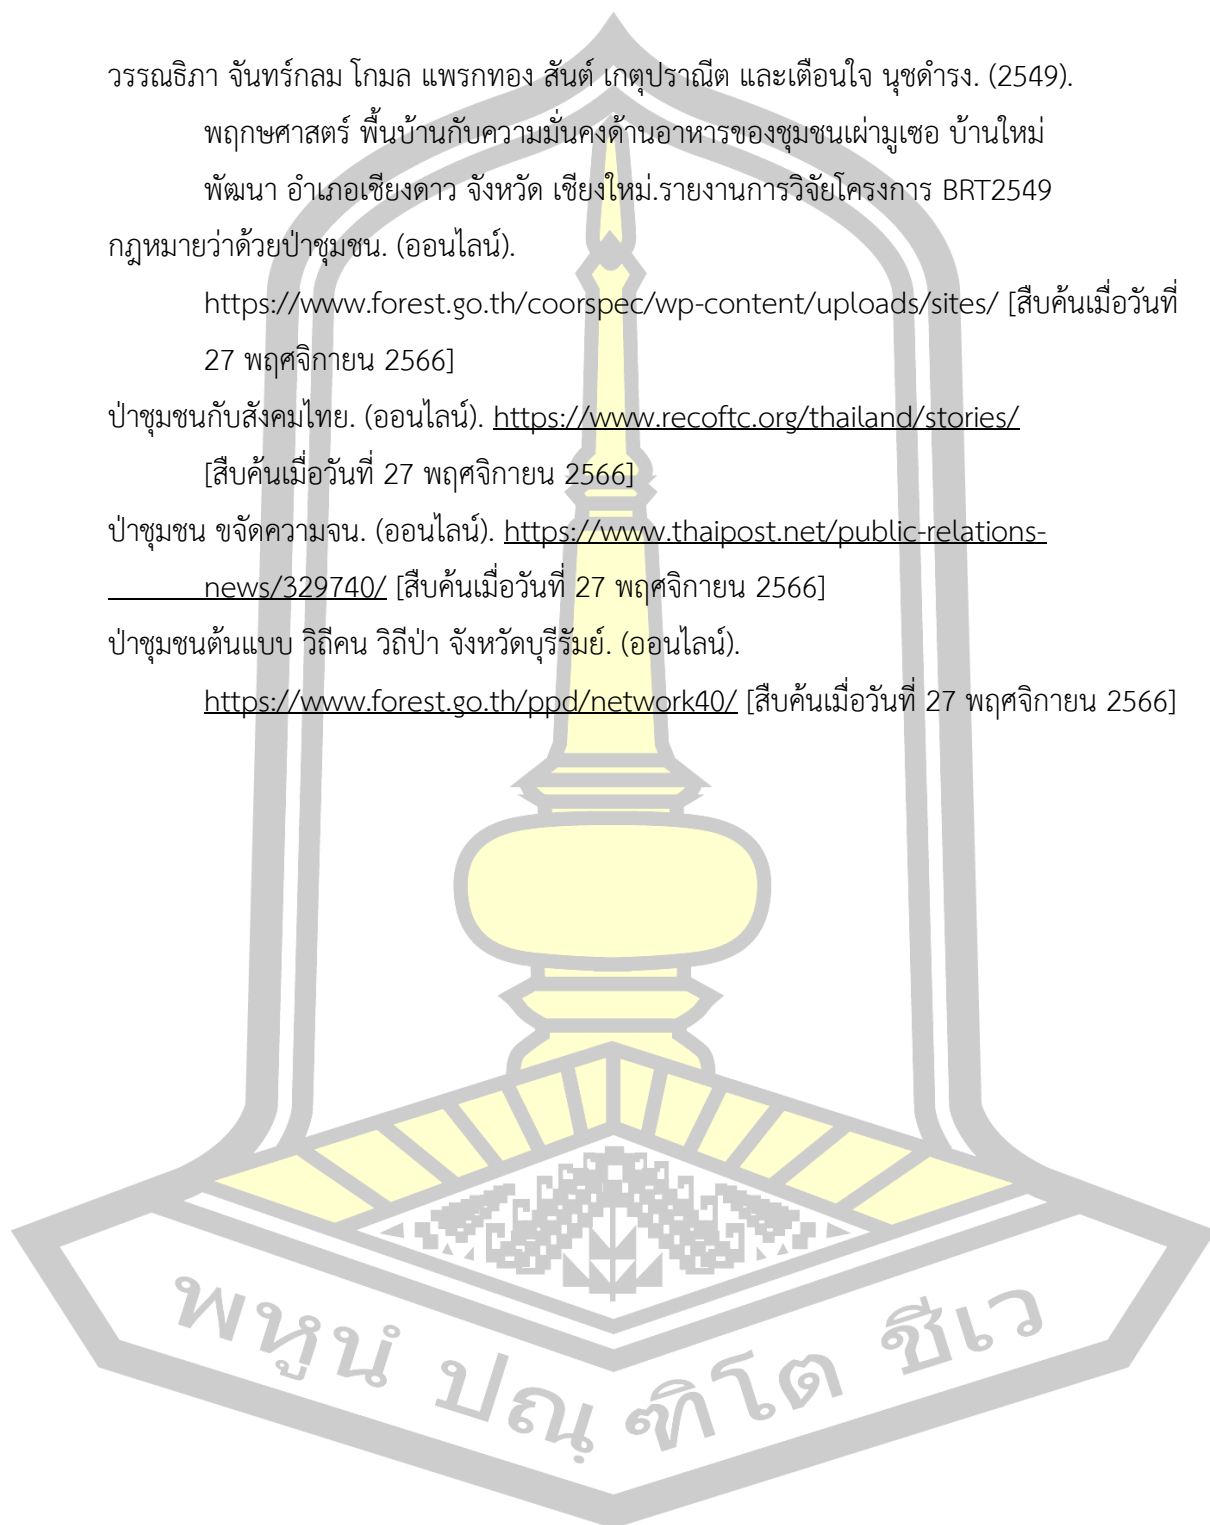 วรรณธิภา จันทร์กลม โกมล แพรกทอง สันต์ เกตุปราณีต และเตือนใจ นุชดำรง. (2549).
พฤกษศาสตร์ พื้นบ้านกับความมั่นคงด้านอาหารของชุมชนเผ่ามูเซอ บ้านใหม่
พัฒนา อำเภอเชียงดาว จังหวัด เชียงใหม่.รายงานการวิจัยโครงการ BRT2549
กฎหมายว่าด้วยป่าชุมชน. (ออนไลน์).
https://www.forest.go.th/coorspec/wp-content/uploads/sites/ [สืบค้นเมื่อวันที่
27 พฤศจิกายน 2566]
ป่าชุมชนกับสังคมไทย. (ออนไลน์). https://www.recoftc.org/thailand/stories/
[สืบค้นเมื่อวันที่ 27 พฤศจิกายน 2566]
ป่าชุมชน ขจัดความจน. (ออนไลน์). https://www.thaipost.net/public-relations-
news/329740/ [สืบค้นเมื่อวันที่ 27 พฤศจิกายน 2566]
ป่าชุมชนต้นแบบ วิถีคน วิถีป่า จังหวัดบุรีรัมย์. (ออนไลน์).
https://www.forest.go.th/ppd/network40/ [สืบค้นเมื่อวันที่ 27 พฤศจิกายน 2566]
พหูนํ ปณฺ ฑิโต ชีเว